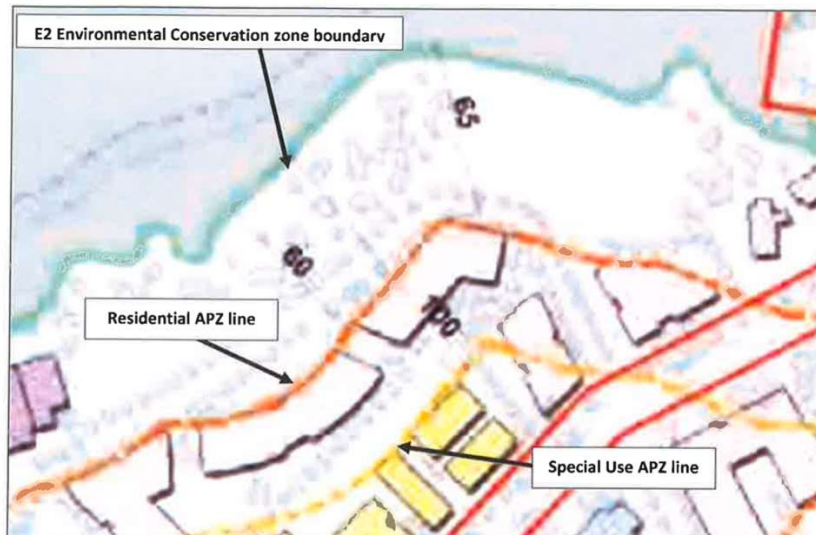 E2 Environmental Conservation zone boundary
65
60
Residential APZ line
100
Special Use APZ line